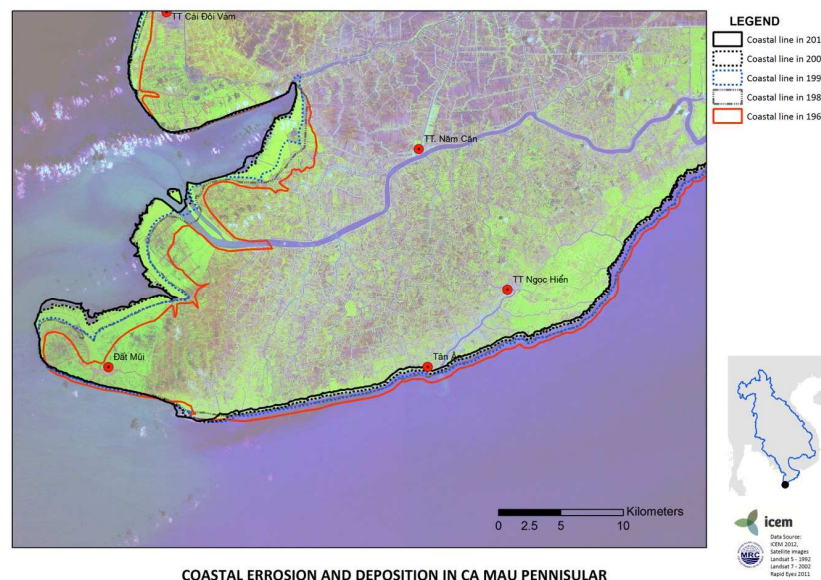 TT Cái Đôi Vàm
TT. Năm Căn
TT Ngọc Hiển
Đất Mũi
Tân Â
0 2.5 5 10 Kilometers
LEGEND
Coastal line in 201
Coastal line in 200
Coastal line in 199
Coastal line in 198
Coastal line in 196
icem
MRC
Data Source:
ICEM 2012,
Satellite images
Landsat 5 - 1992
Landsat 7 - 2002
Rapid Eyes 2011
COASTAL ERROSION AND DEPOSITION IN CA MAU PENNISULAR